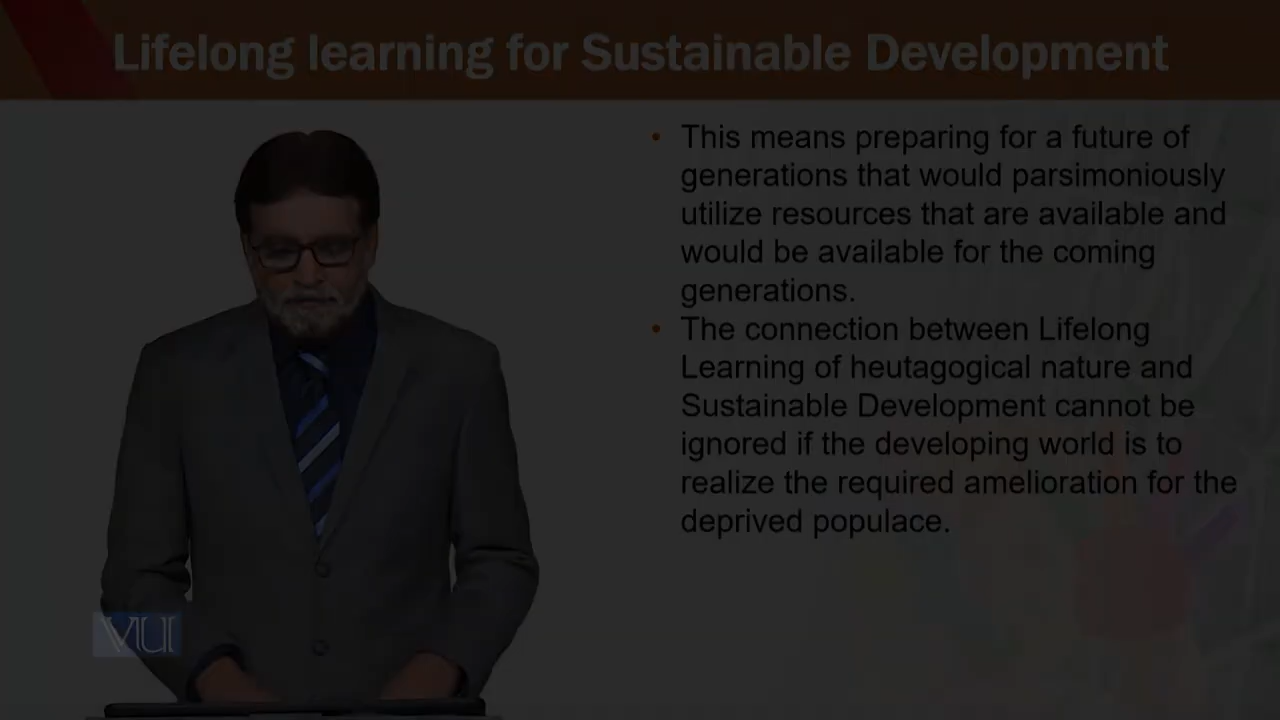 Lifelong learning for Sustainable Development
• This means preparing for a future of
generations that would parsimoniously
utilize resources that are available and
would be available for the coming
generations.
• The connection between Lifelong
Learning of heutagogical nature and
Sustainable Development cannot be
ignored if the developing world is to
realize the required amelioration for the
deprived populace.
VU